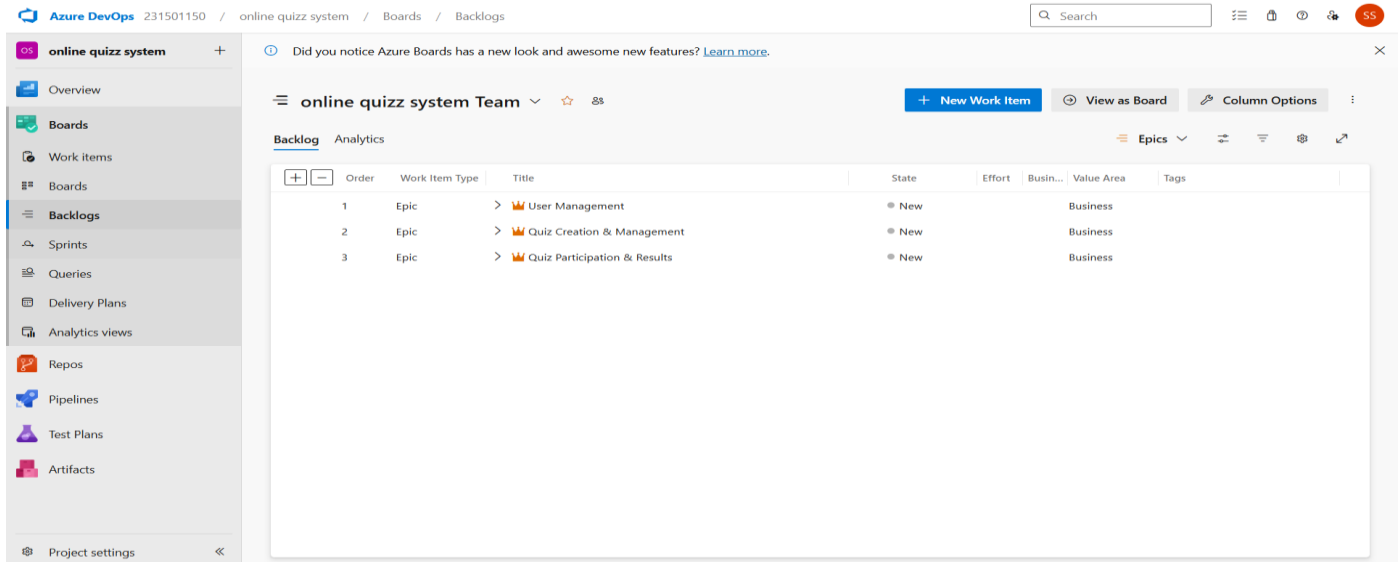 Azure DevOps 231501150 / online quizz system / Boards / Backlogs Search SS
OS online quizz system +
Did you notice Azure Boards has a new look and awesome new features? Learn more.
Overview
online quizz system Team
+ New Work Item View as Board Column Options
Boards
Backlog Analytics Epics
Work items
Order Work Item Type Title State Effort Busin... Value Area Tags
Boards
1 Epic User Management New Business
Backlogs
2 Epic Quiz Creation & Management New Business
Sprints
3 Epic Quiz Participation & Results New Business
Queries
Delivery Plans
Analytics views
Repos
Pipelines
Test Plans
Artifacts
Project settings